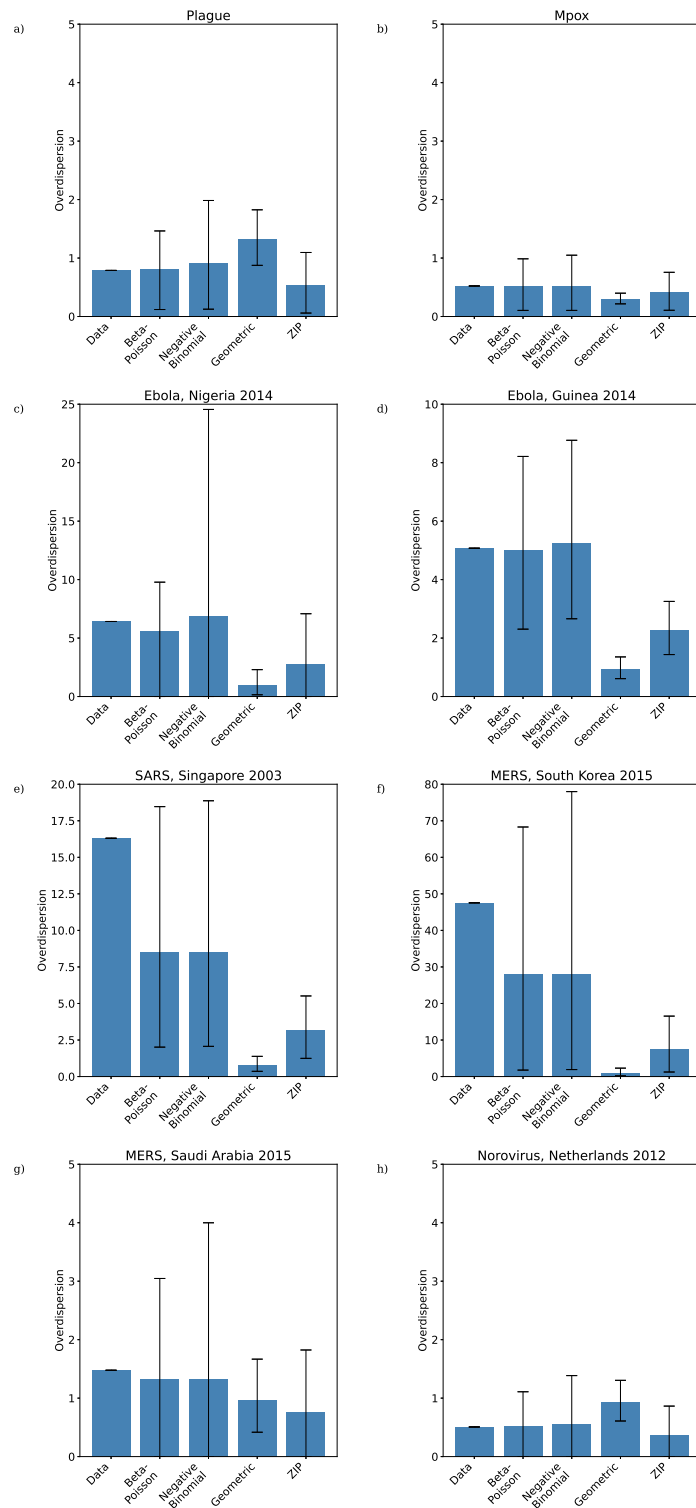 a)
Plague
5
4
3
2
1
0
Overdispersion
Data
Beta-
Poisson
Negative
Binomial
Geometric
ZIP
b)
Mpox
5
4
3
2
1
0
Overdispersion
Data
Beta-
Poisson
Negative
Binomial
Geometric
ZIP
c)
Ebola, Nigeria 2014
25
20
15
10
5
0
Overdispersion
Data
Beta-
Poisson
Negative
Binomial
Geometric
ZIP
d)
Ebola, Guinea 2014
10
8
6
4
2
0
Overdispersion
Data
Beta-
Poisson
Negative
Binomial
Geometric
ZIP
e)
SARS, Singapore 2003
20.0
17.5
15.0
12.5
10.0
7.5
5.0
2.5
0.0
Overdispersion
Data
Beta-
Poisson
Negative
Binomial
Geometric
ZIP
f)
MERS, South Korea 2015
80
70
60
50
40
30
20
10
0
Overdispersion
Data
Beta-
Poisson
Negative
Binomial
Geometric
ZIP
g)
MERS, Saudi Arabia 2015
5
4
3
2
1
0
Overdispersion
Data
Beta-
Poisson
Negative
Binomial
Geometric
ZIP
h)
Norovirus, Netherlands 2012
5
4
3
2
1
0
Overdispersion
Data
Beta-
Poisson
Negative
Binomial
Geometric
ZIP